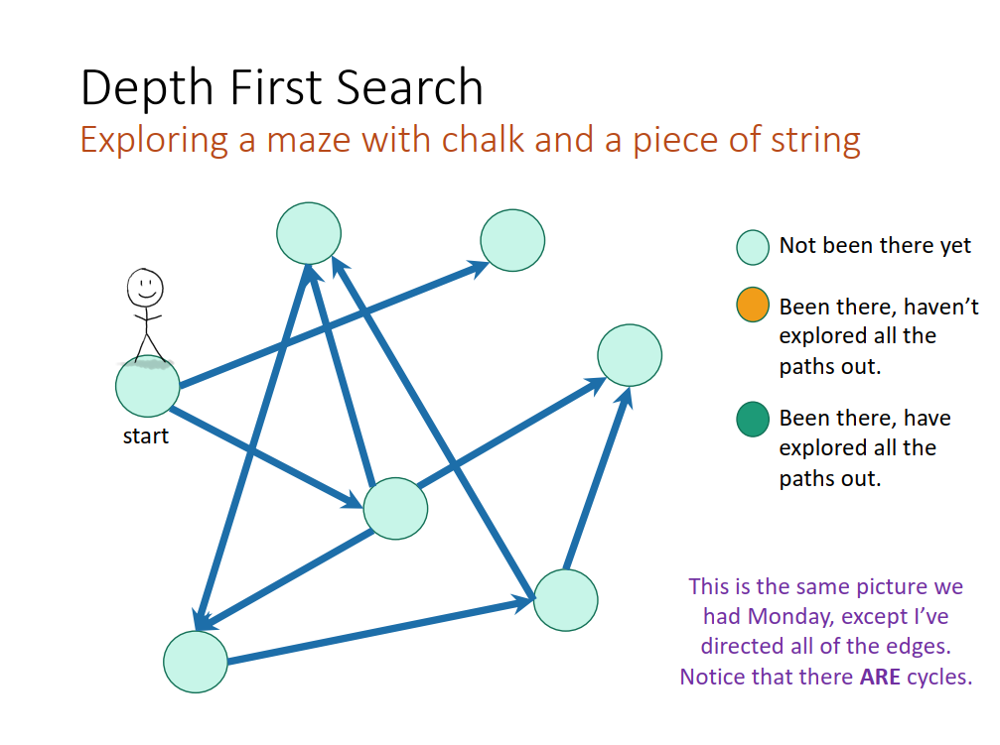 Depth First Search
Exploring a maze with chalk and a piece of string
start
Not been there yet
Been there, haven’t
explored all the
paths out.
Been there, have
explored all the
paths out.
This is the same picture we
had Monday, except I’ve
directed all of the edges.
Notice that there ARE cycles.